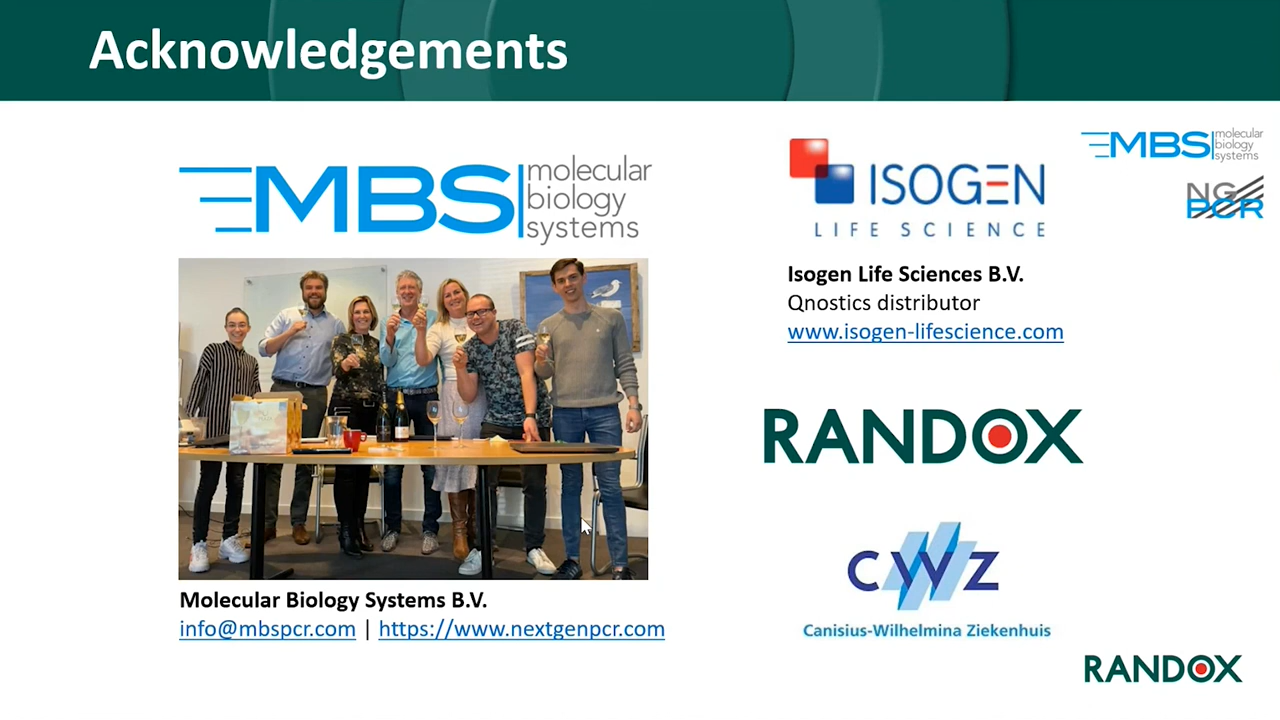 Acknowledgements
MBS molecular
biology
systems
Molecular Biology Systems B.V.
info@mbspcr.com | https://www.nextgenpcr.com
ISOGEN
LIFE SCIENCE
Isogen Life Sciences B.V.
Qnostics distributor
www.isogen-lifescience.com
RANDOX
CWZ
Canisius-Wilhelmina Ziekenhuis
MBS molecular
biology
systems
NG
PCR
RANDOX